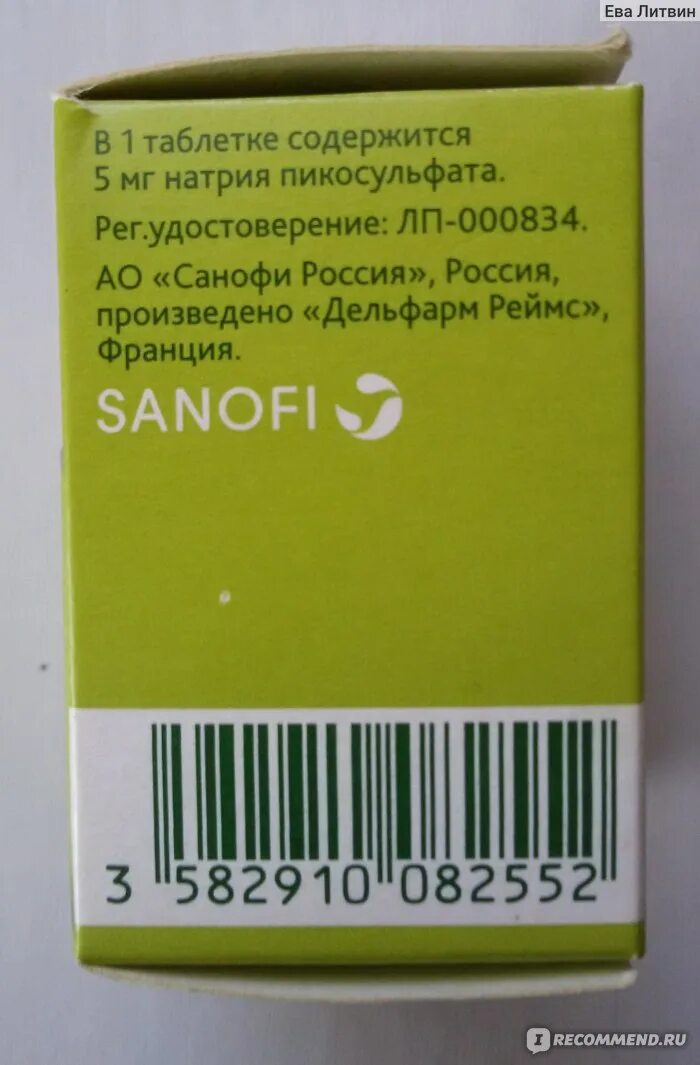 Ева Литвин
В 1 таблетке содержится
5 мг натрия пикосульфата.
Рег.удостоверение: ЛП-000834.
АО «Санофи Россия», Россия,
произведено «Дельфарм Реймс»,
Франция.
SANOFI
3 582910 082552
I RECOMMEND.RU